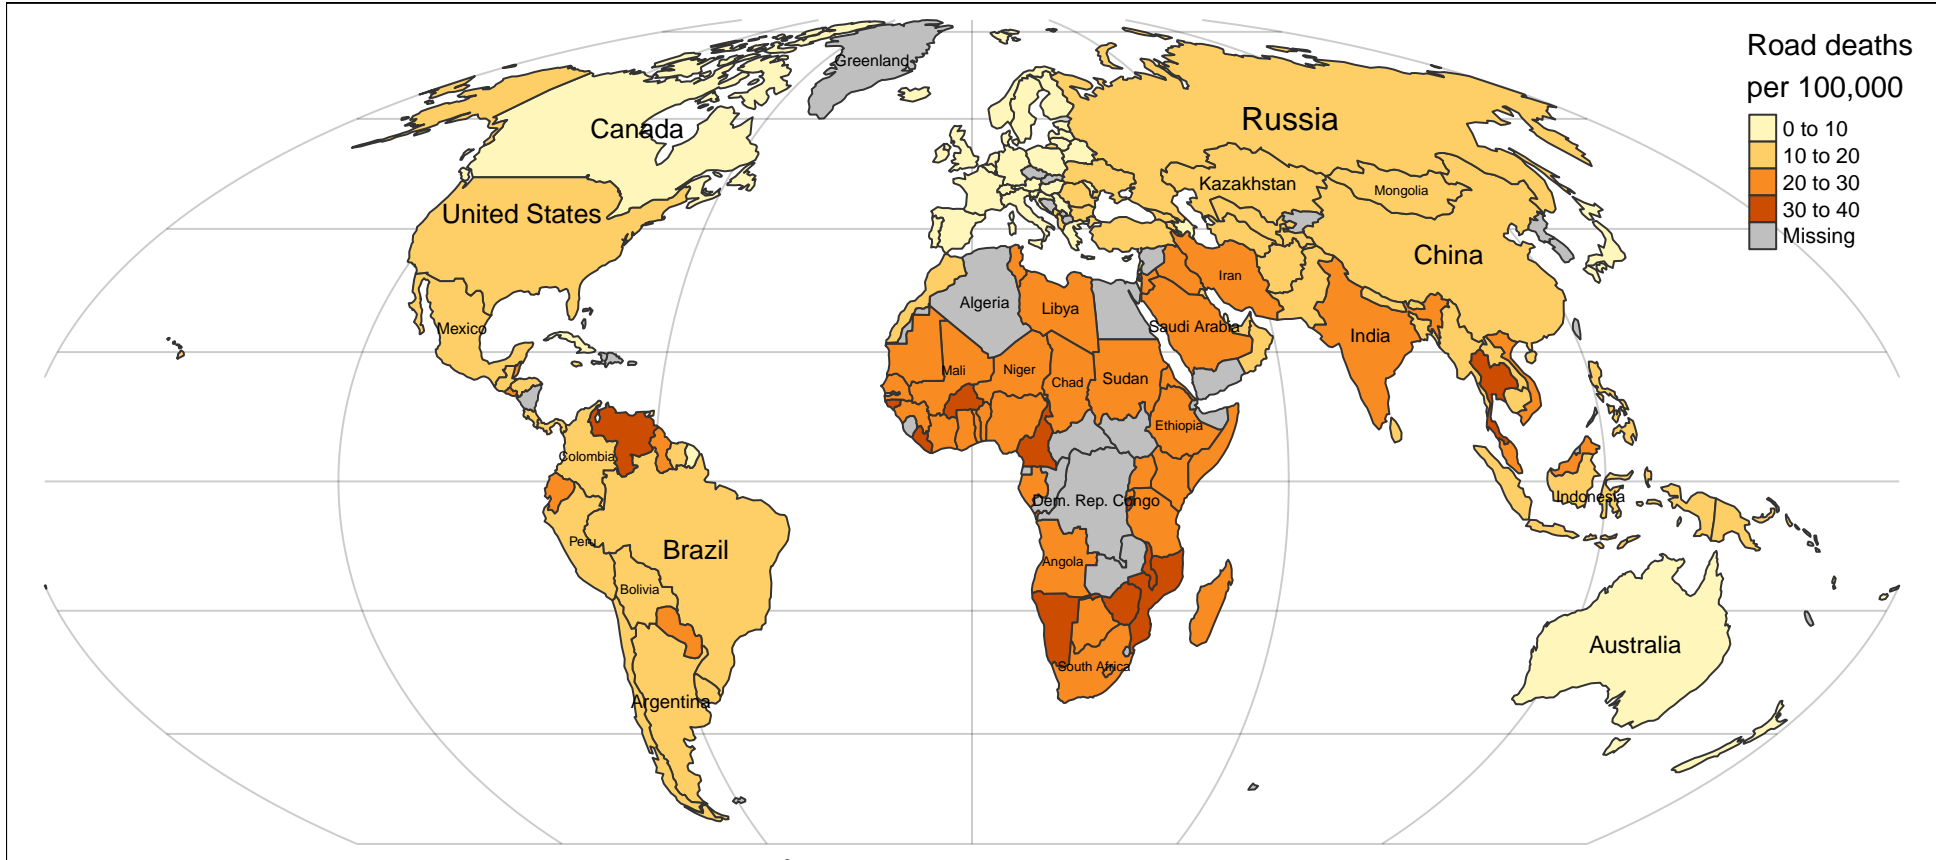 Road deaths
per 100,000
0 to 10
10 to 20
20 to 30
30 to 40
Missing
Greenland
Canada
Russia
Kazakhstan
Mongolia
United States
China
Iran
Algeria
Libya
Saudi Arabia
India
Mexico
Mali
Niger
Chad
Sudan
Ethiopia
Colombia
Dem. Rep. Congo
Indonesia
Peru
Brazil
Angola
Bolivia
Australia
South Africa
Argentina